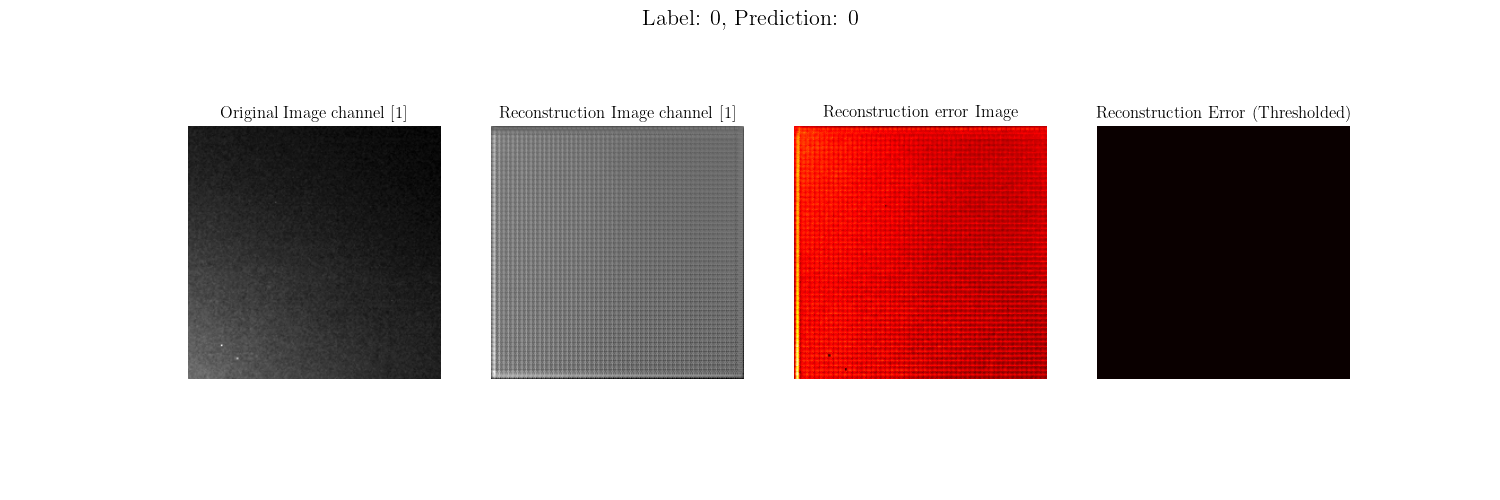 Label: 0, Prediction: 0
Original Image channel [1]
Reconstruction Image channel [1]
Reconstruction error Image
Reconstruction Error (Thresholded)